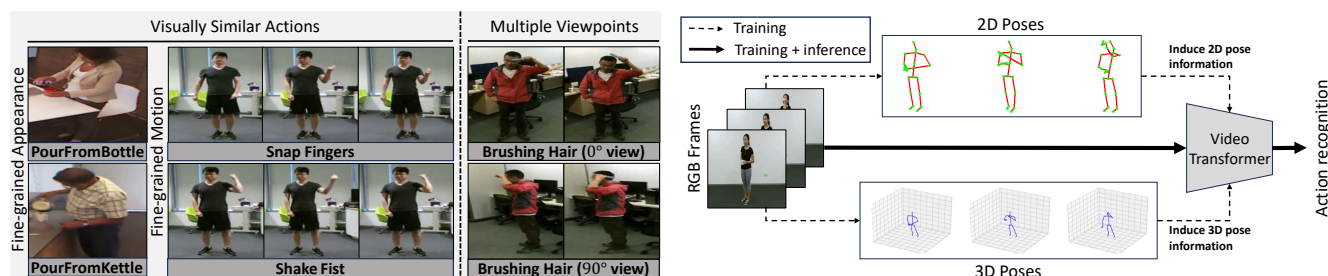 Visually Similar Actions
Multiple Viewpoints
Fine-grained Appearance
PourFromBottle
PourFromKettle
Fine-grained Motion
Snap Fingers
Shake Fist
Brushing Hair (0° view)
Brushing Hair (90° view)
Training
Training + inference
2D Poses
Induce 2D pose
information
RGB Frames
Video
Transformer
Action recognition
Induce 3D pose
information
3D Poses